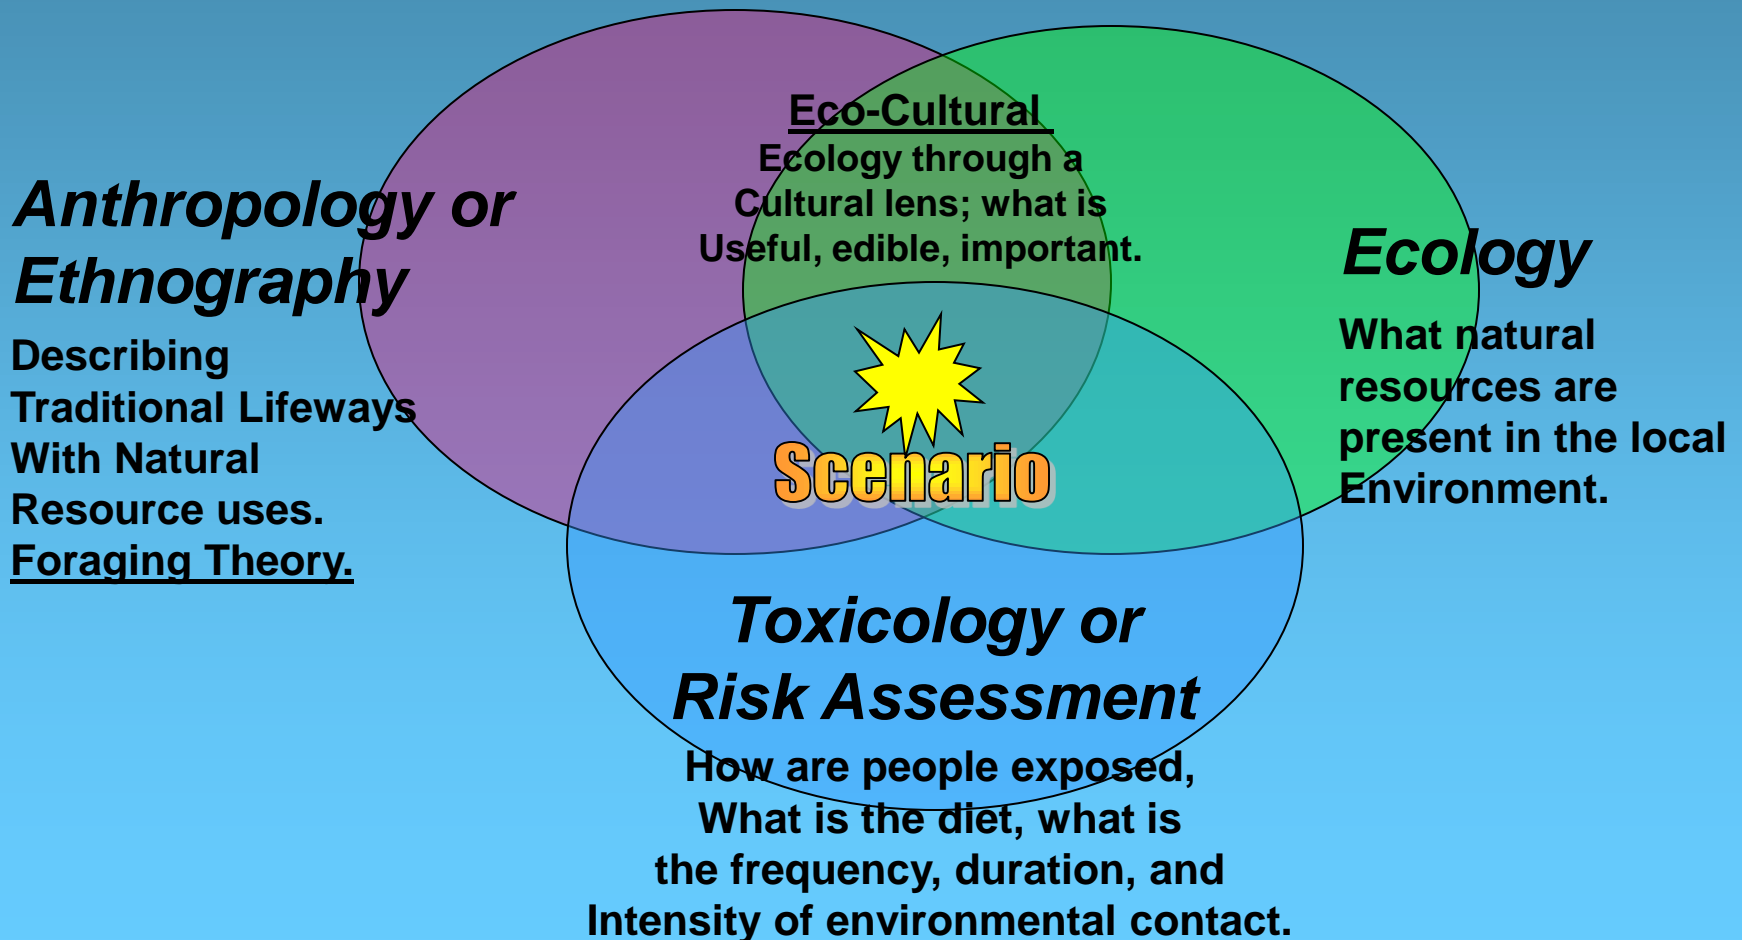 Eco-Cultural
Ecology through a
Cultural lens; what is
Useful, edible, important.
Anthropology or
Ethnography
Describing
Traditional Lifeways
With Natural
Resource uses.
Foraging Theory.
Ecology
What natural
resources are
present in the local
Environment.
Scenario
Toxicology or
Risk Assessment
How are people exposed,
What is the diet, what is
the frequency, duration, and
Intensity of environmental contact.